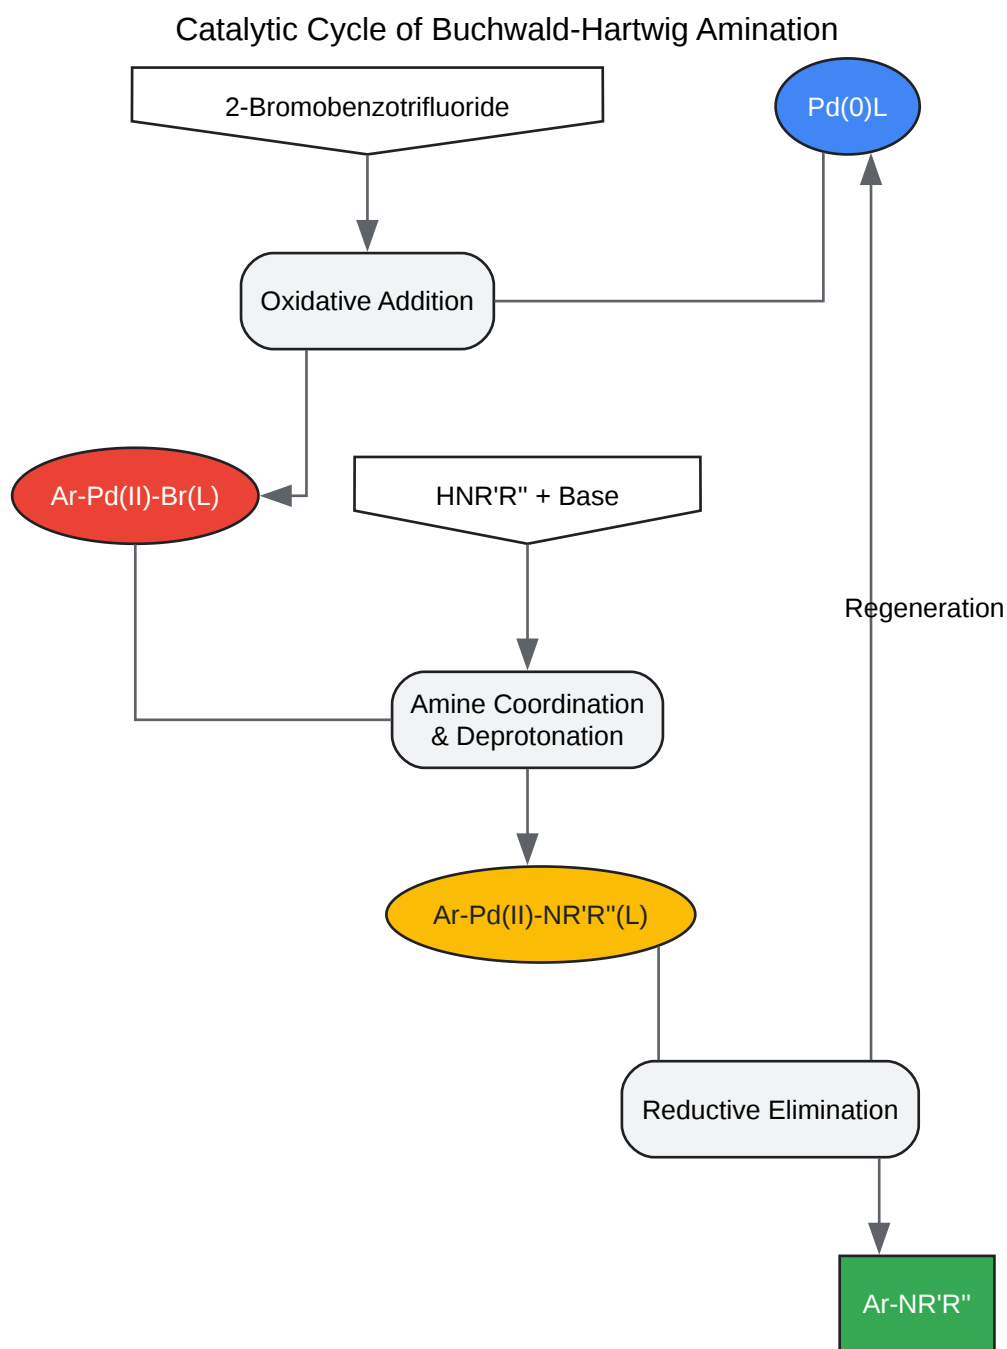 Catalytic Cycle of Buchwald-Hartwig Amination
2-Bromobenzotrifluoride
Pd(0)L
Oxidative Addition
Ar-Pd(II)-Br(L)
HNR'R" + Base
Regeneration
Amine Coordination
& Deprotonation
Ar-Pd(II)-NR'R"(L)
Reductive Elimination
Ar-NR'R"